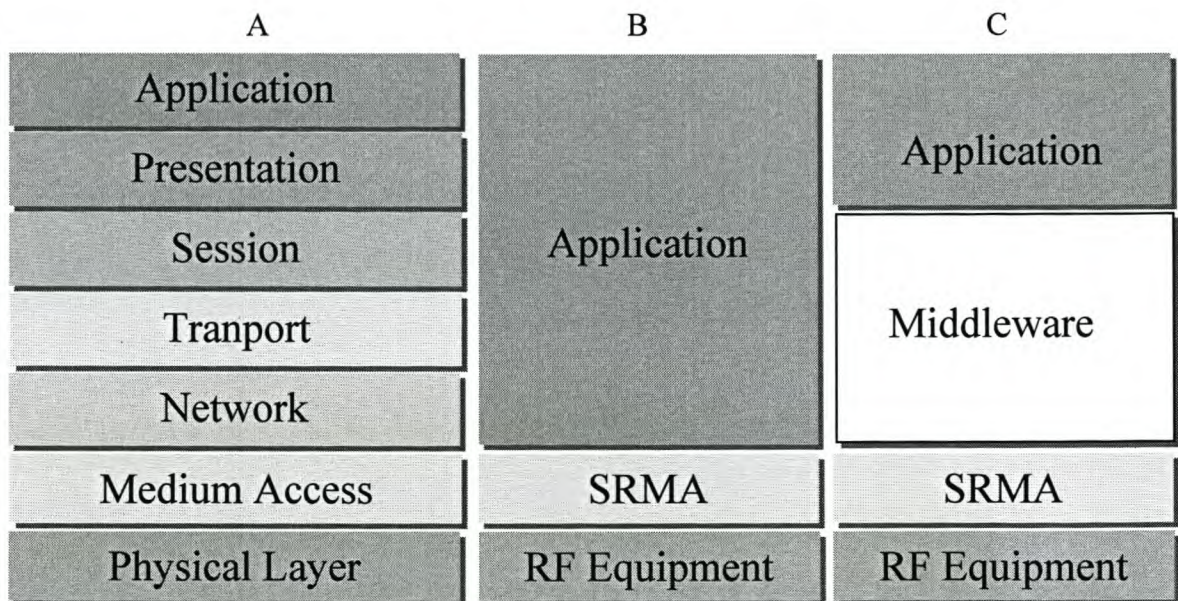 A
B
C
Application
Presentation
Session
Tranport
Network
Medium Access
Physical Layer
Application
SRMA
RF Equipment
Application
Middleware
SRMA
RF Equipment